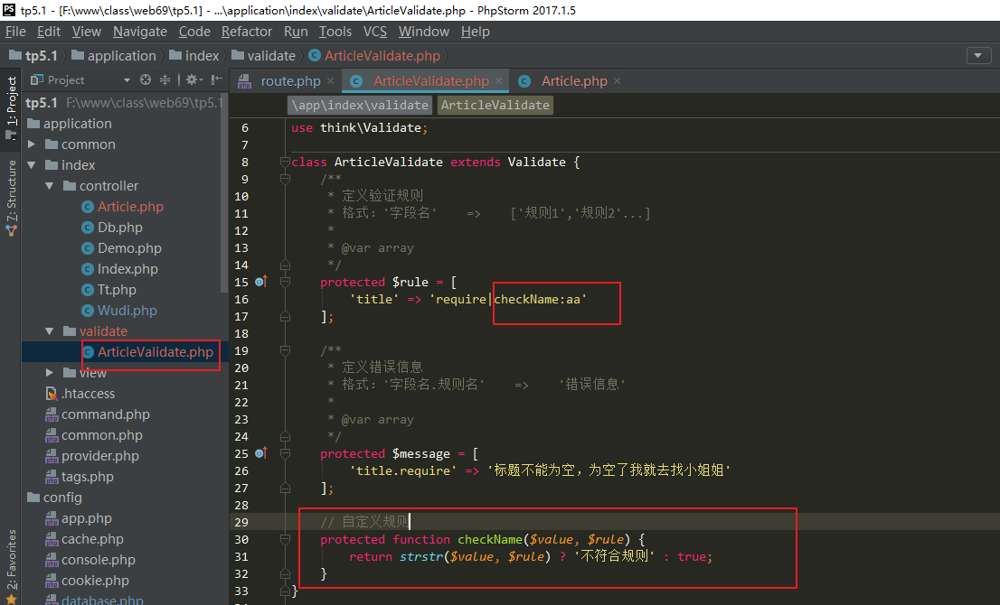 tp5.1 - [F:\www\class\web69\tp5.1] - ...\application\index\validate\ArticleValidate.php - PhpStorm 2017.1.5
File Edit View Navigate Code Refactor Run Tools VCS Window Help
tp5.1 application index validate ArticleValidate.php
1: Project
7: Structure
2: Favorites
Project
tp5.1 F:\www\class\web69\tp5.1
application
common
index
controller
Article.php
Db.php
Demo.php
Index.php
Tt.php
Wudi.php
validate
ArticleValidate.php
view
.htaccess
command.php
common.php
provider.php
tags.php
config
app.php
cache.php
console.php
cookie.php
database.php
route.php ArticleValidate.php Article.php
\app\index\validate ArticleValidate
6 use think\Validate;
7
8 class ArticleValidate extends Validate {
9 /**
10 * 定义验证规则
11 * 格式：'字段名' => ['规则1','规则2'...]
12 *
13 * @var array
14 */
15 protected $rule = [
16 'title' => 'require|checkName:aa'
17 ];
18
19 /**
20 * 定义错误信息
21 * 格式：'字段名.规则名' => '错误信息'
22 *
23 * @var array
24 */
25 protected $message = [
26 'title.require' => '标题不能为空，为空了我就去找小姐姐'
27 ];
28
29 // 自定义规则
30 protected function checkName($value, $rule) {
31 return strstr($value, $rule) ? '不符合规则' : true;
32 }
33 }